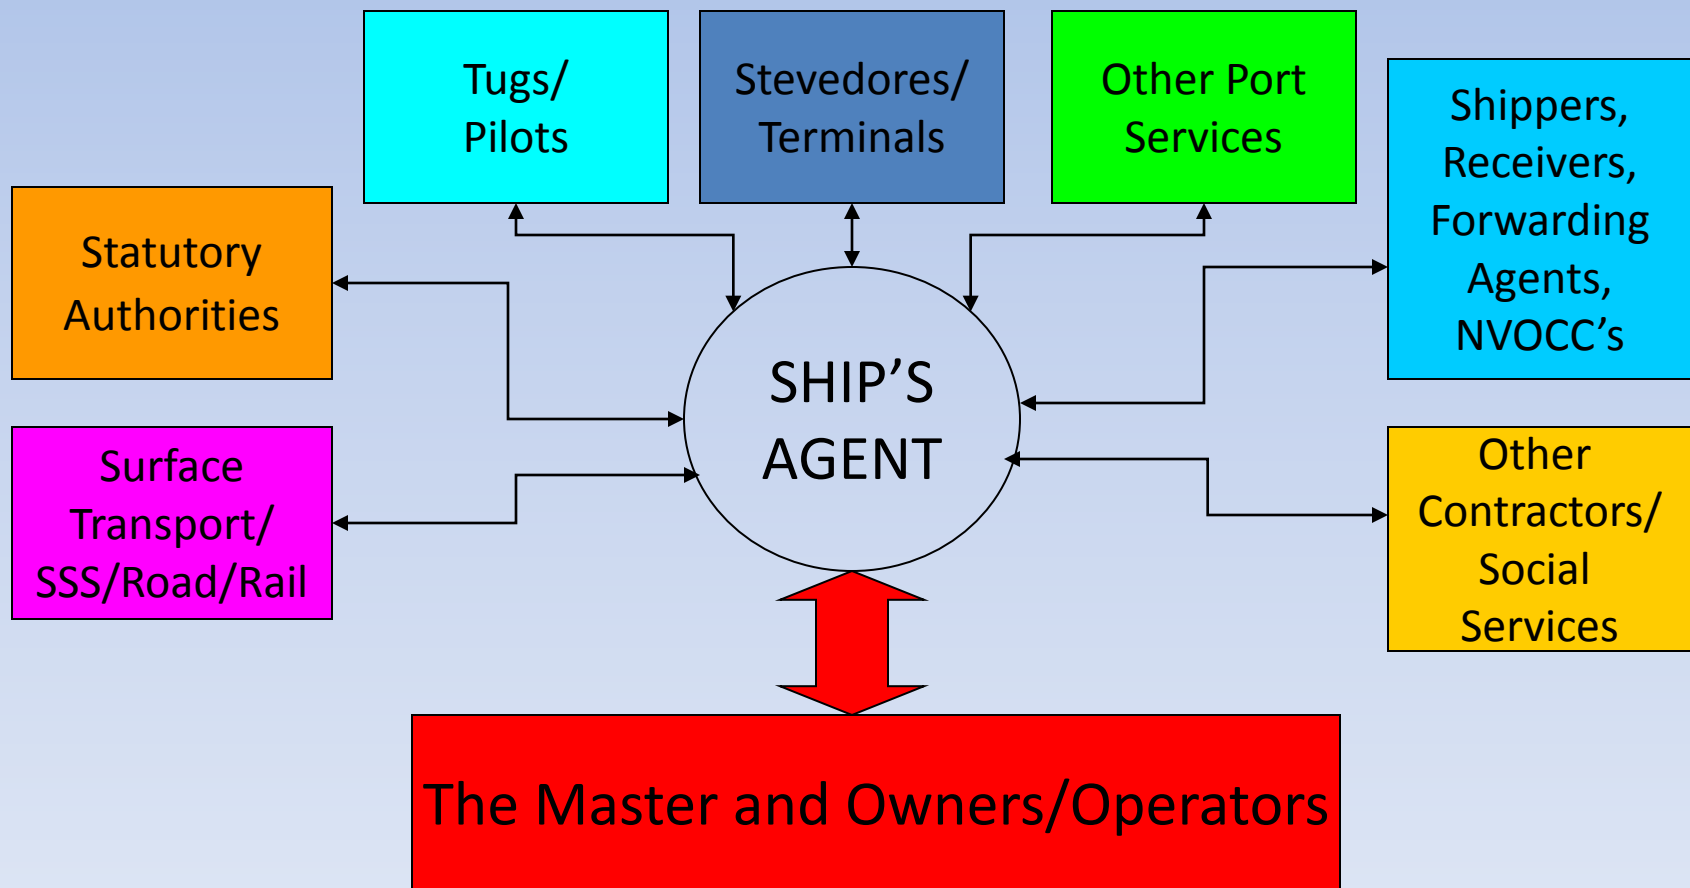 Tugs/
Pilots
Stevedores/
Terminals
Other Port
Services
Shippers,
Receivers,
Forwarding
Agents,
NVOCC’s
Statutory
Authorities
SHIP’S
AGENT
Surface
Transport/
SSS/Road/Rail
Other
Contractors/
Social
Services
The Master and Owners/Operators